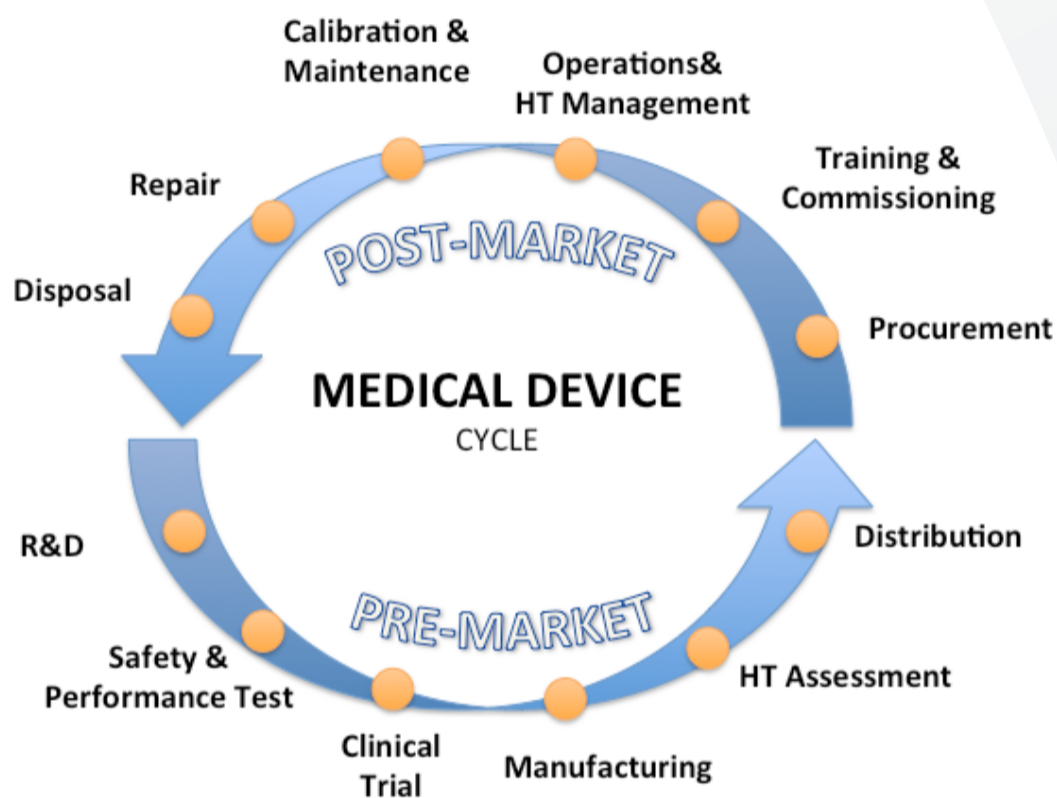 Calibration &
Maintenance
Operations&
HT Management
Training &
Commissioning
Repair
POST-MARKET
Disposal
Procurement
MEDICAL DEVICE
CYCLE
R&D
Distribution
PRE-MARKET
Safety &
Performance Test
HT Assessment
Clinical
Trial
Manufacturing